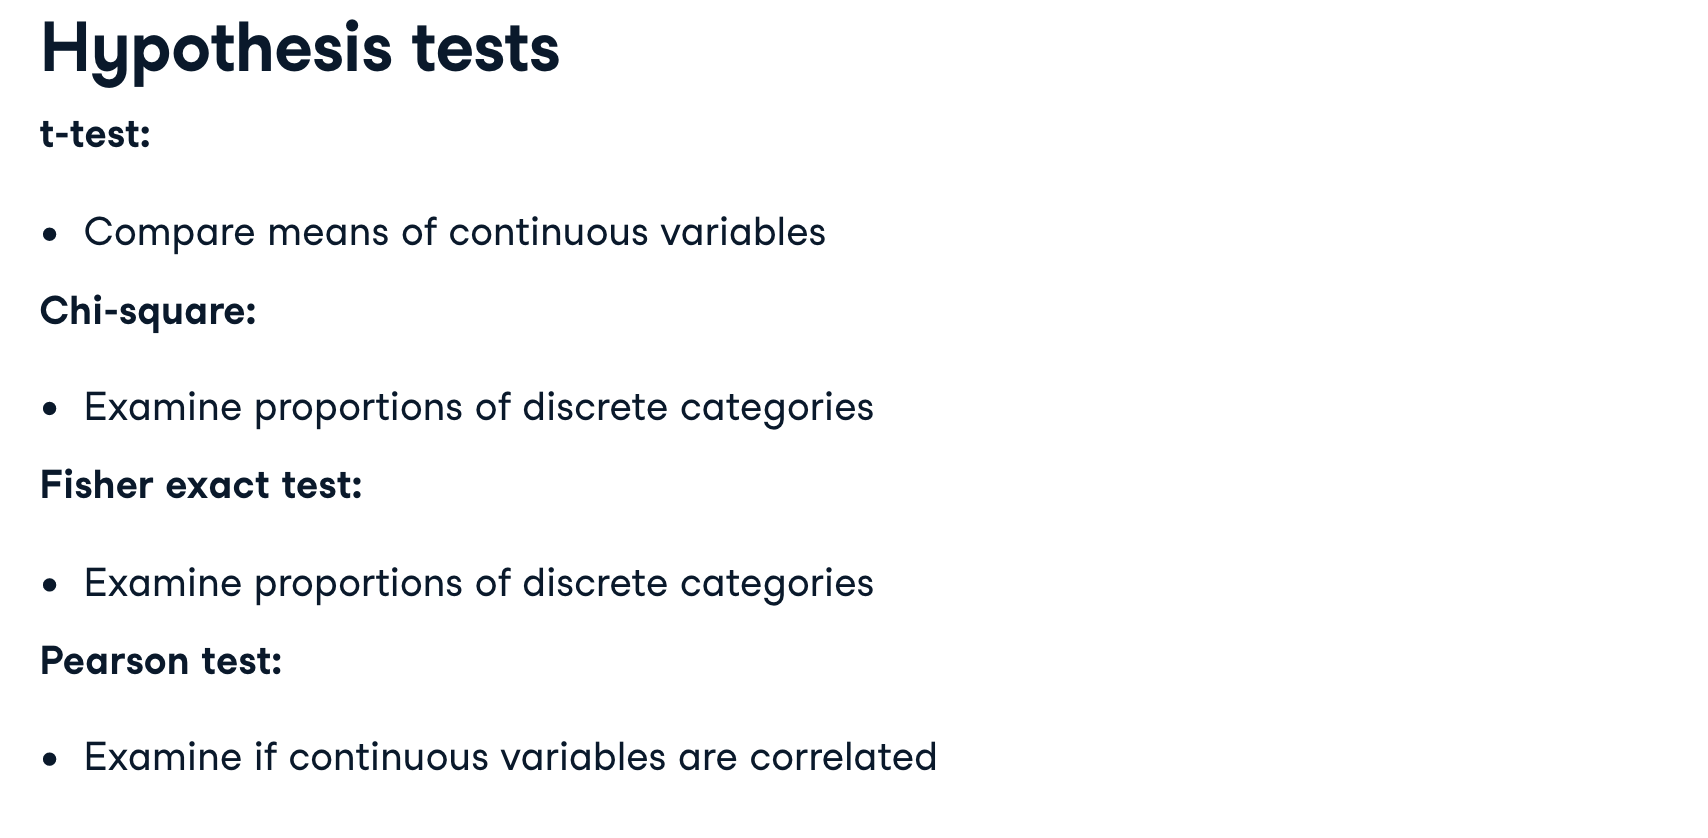 Hypothesis tests
t-test:
• Compare means of continuous variables
Chi-square:
• Examine proportions of discrete categories
Fisher exact test:
• Examine proportions of discrete categories
Pearson test:
• Examine if continuous variables are correlated